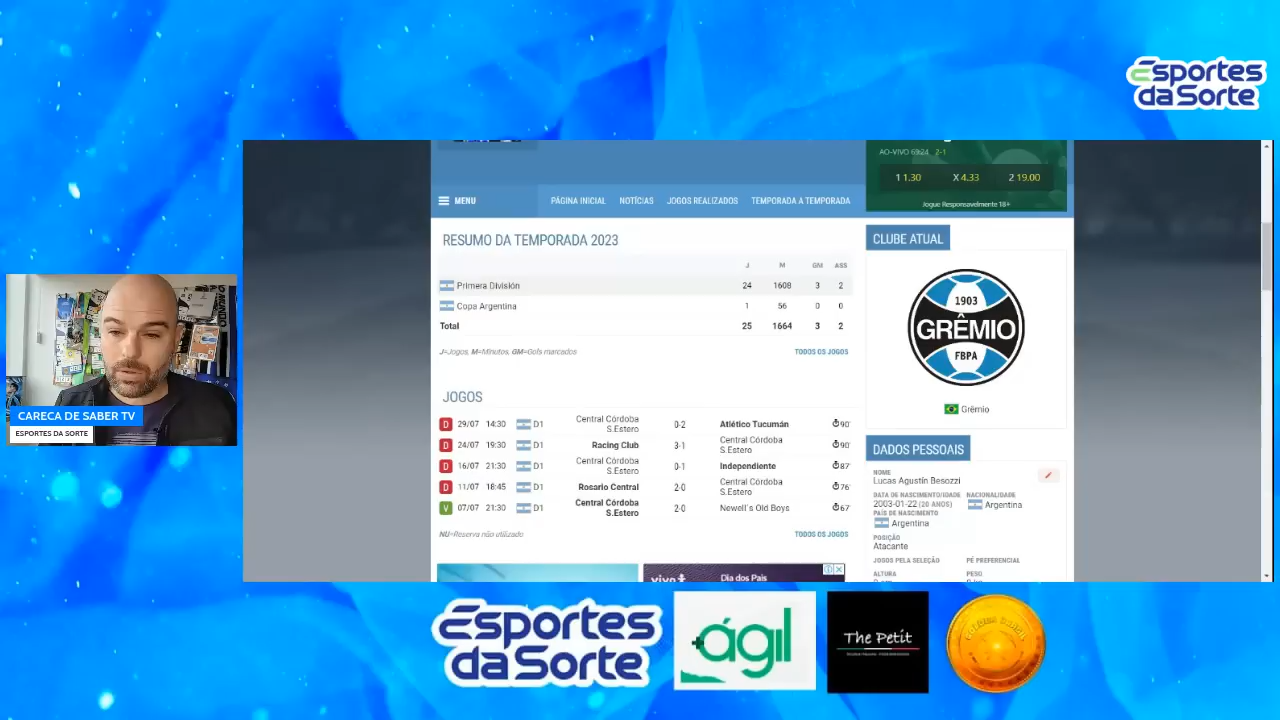 Esportes
da Sorte
AO-VIVO 69:24 2-1
1 1.30 X 4.33 2 19.00
Jogue Responsavelmente 18+
MENU
PÁGINA INICIAL NOTÍCIAS JOGOS REALIZADOS TEMPORADA A TEMPORADA
RESUMO DA TEMPORADA 2023
J M GM ASS
Primera División 24 1608 3 2
Copa Argentina 1 56 0 0
Total 25 1664 3 2
J=Jogos, M=Minutos, GM=Gols marcados TODOS OS JOGOS
JOGOS
D 29/07 14:30 D1 Central Córdoba S.Estero 0-2 Atlético Tucumán 90'
D 24/07 19:30 D1 Racing Club 3-1 Central Córdoba S.Estero 90'
D 16/07 21:30 D1 Central Córdoba S.Estero 0-1 Independiente 87'
D 11/07 18:45 D1 Rosario Central 2-0 Central Córdoba S.Estero 76'
V 07/07 21:30 D1 Central Córdoba S.Estero 2-0 Newell's Old Boys 67'
NU=Reserva não utilizado TODOS OS JOGOS
vivo
Dia dos Pais
CLUBE ATUAL
1903
GRÊMIO
FBPA
Grêmio
DADOS PESSOAIS
NOME
Lucas Agustín Besozzi
DATA DE NASCIMENTO/IDADE NACIONALIDADE
2003-01-22 (20 ANOS) Argentina
PAÍS DE NASCIMENTO
Argentina
POSIÇÃO
Atacante
JOGOS PELA SELEÇÃO PÉ PREFERENCIAL
ALTURA PESO
CARECA DE SABER TV
ESPORTES DA SORTE
Esportes
da Sorte
ágil
The Petit